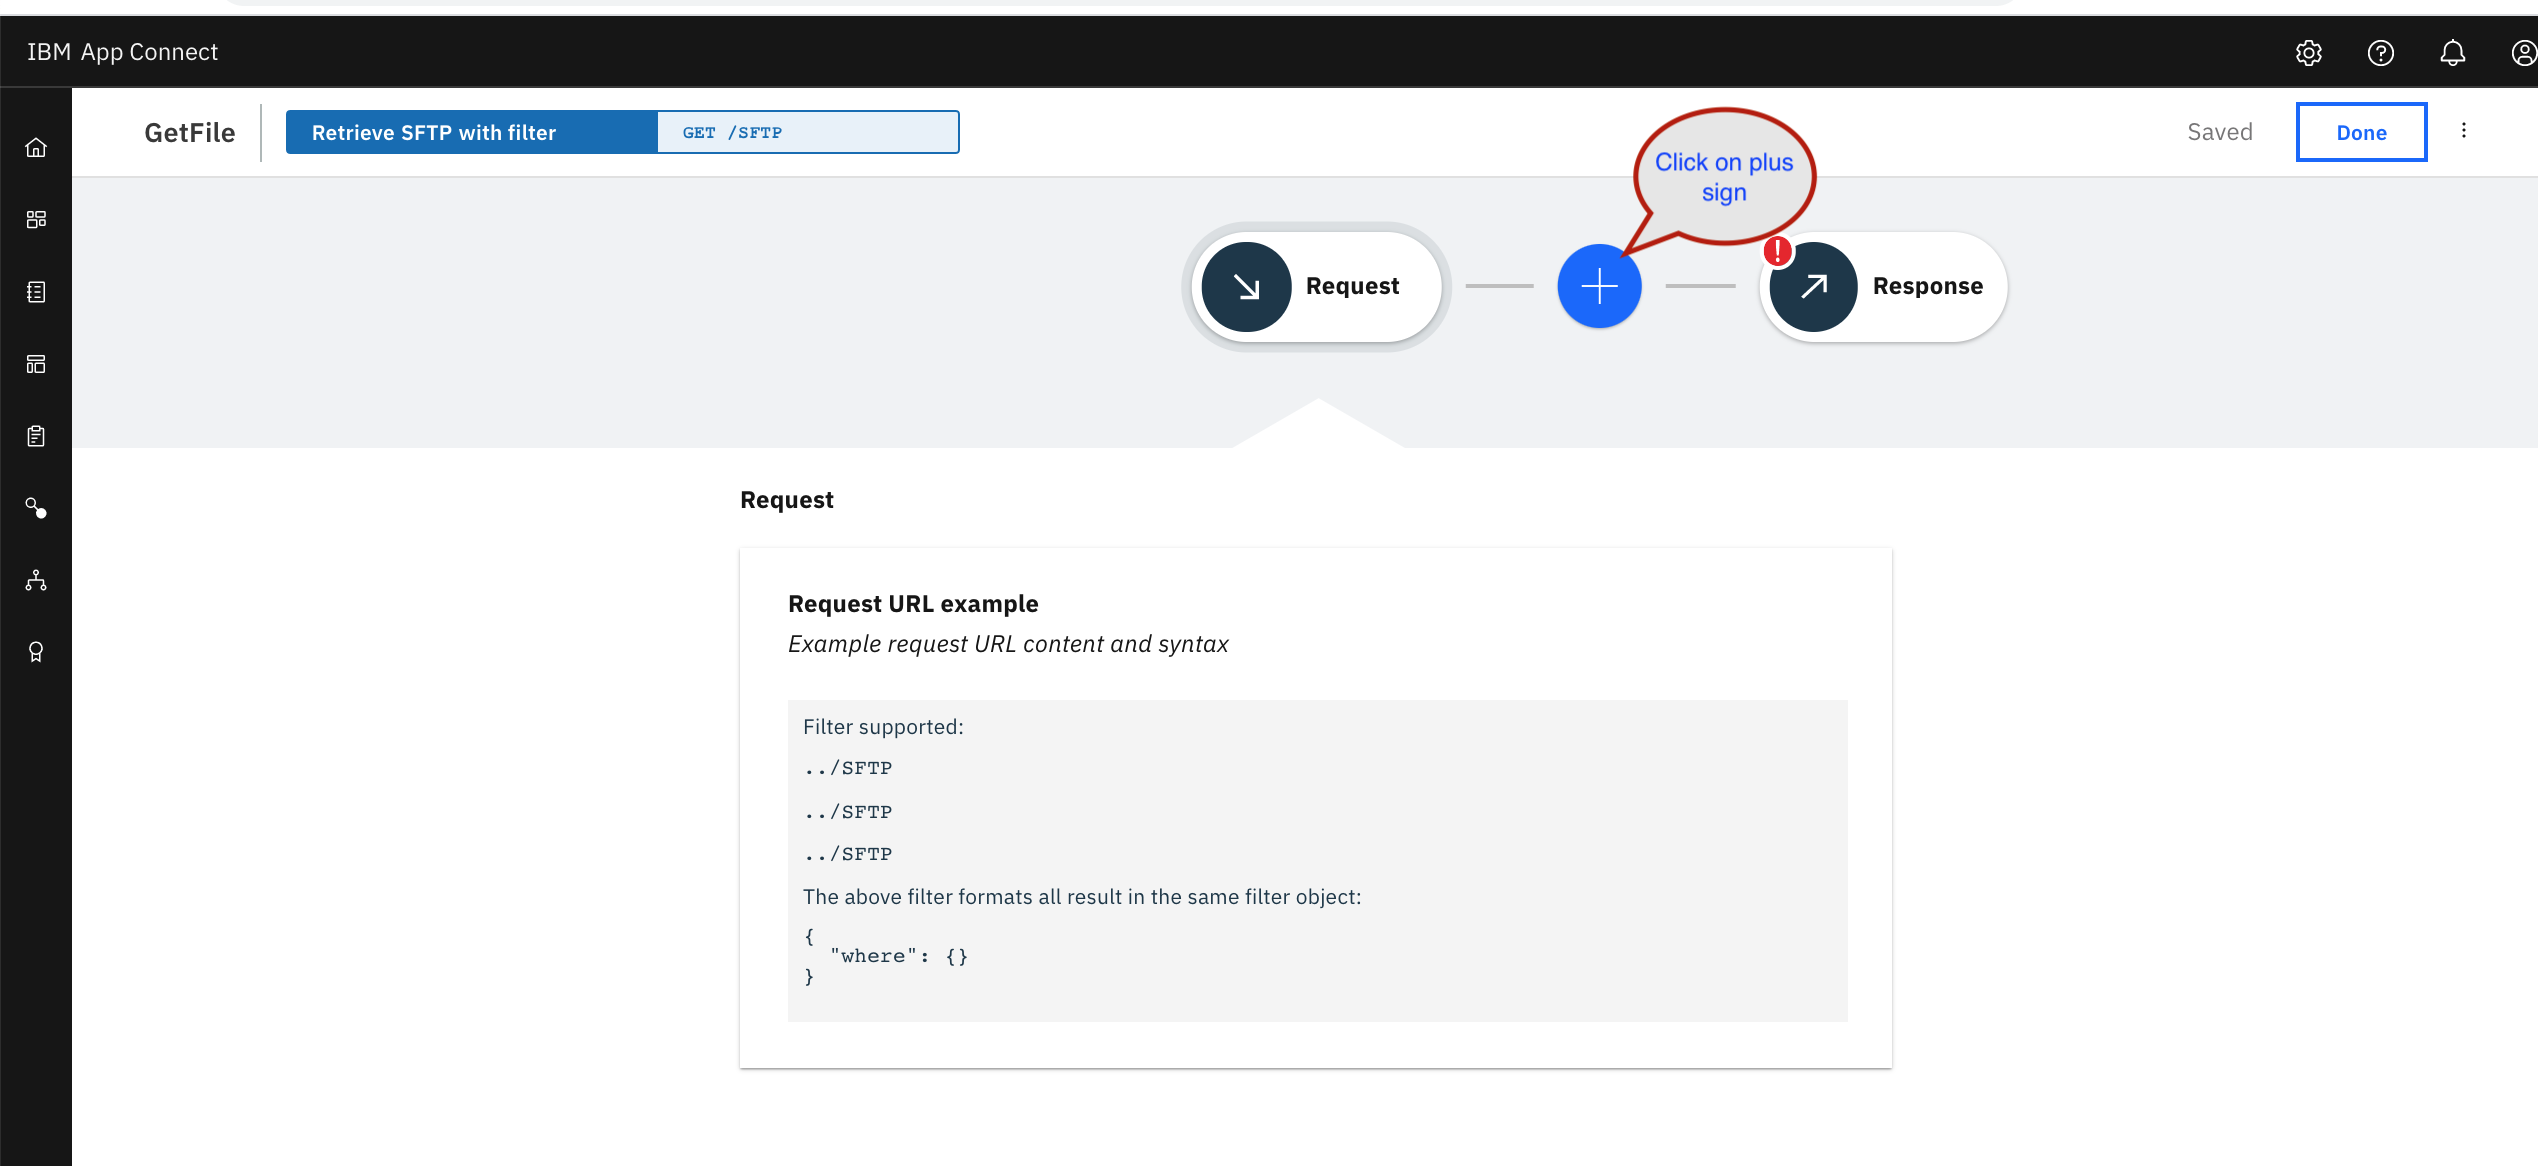 IBM App Connect
GetFile
Retrieve SFTP with filter
GET /SFTP
Click on plus
sign
Saved
Done
Request
!
Response
Request
Request URL example
Example request URL content and syntax
Filter supported:
../SFTP
../SFTP
../SFTP
The above filter formats all result in the same filter object:
{
  "where": {}
}